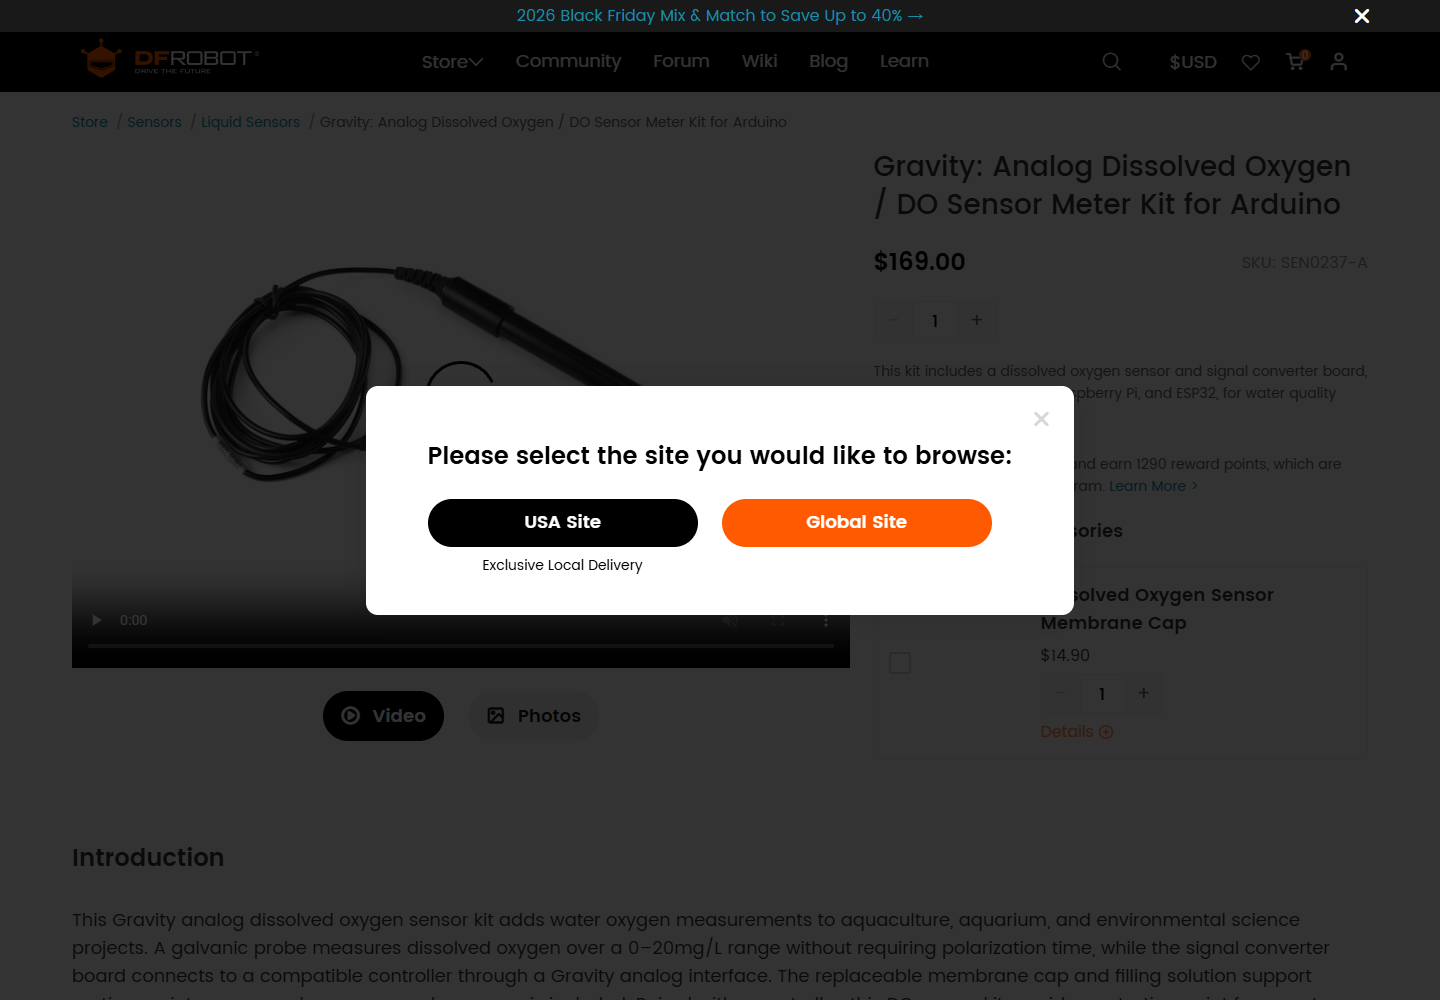 2026 Black Friday Mix & Match to Save Up to 40% →
DFROBOT
DRIVE THE FUTURE
Store Community Forum Wiki Blog Learn
$USD 0
Store / Sensors / Liquid Sensors / Gravity: Analog Dissolved Oxygen / DO Sensor Meter Kit for Arduino
Gravity: Analog Dissolved Oxygen
/ DO Sensor Meter Kit for Arduino
$169.00 SKU: SEN0237-A
− 1 +
This kit includes a dissolved oxygen sensor and signal converter board,
pberry Pi, and ESP32, for water quality
and earn 1290 reward points, which are
ram. Learn More >
sories
Please select the site you would like to browse:
USA Site Global Site
Exclusive Local Delivery
solved Oxygen Sensor
Membrane Cap
$14.90
− 1 +
Details
0:00
Video Photos
Introduction
This Gravity analog dissolved oxygen sensor kit adds water oxygen measurements to aquaculture, aquarium, and environmental science
projects. A galvanic probe measures dissolved oxygen over a 0–20mg/L range without requiring polarization time, while the signal converter
board connects to a compatible controller through a Gravity analog interface. The replaceable membrane cap and filling solution support